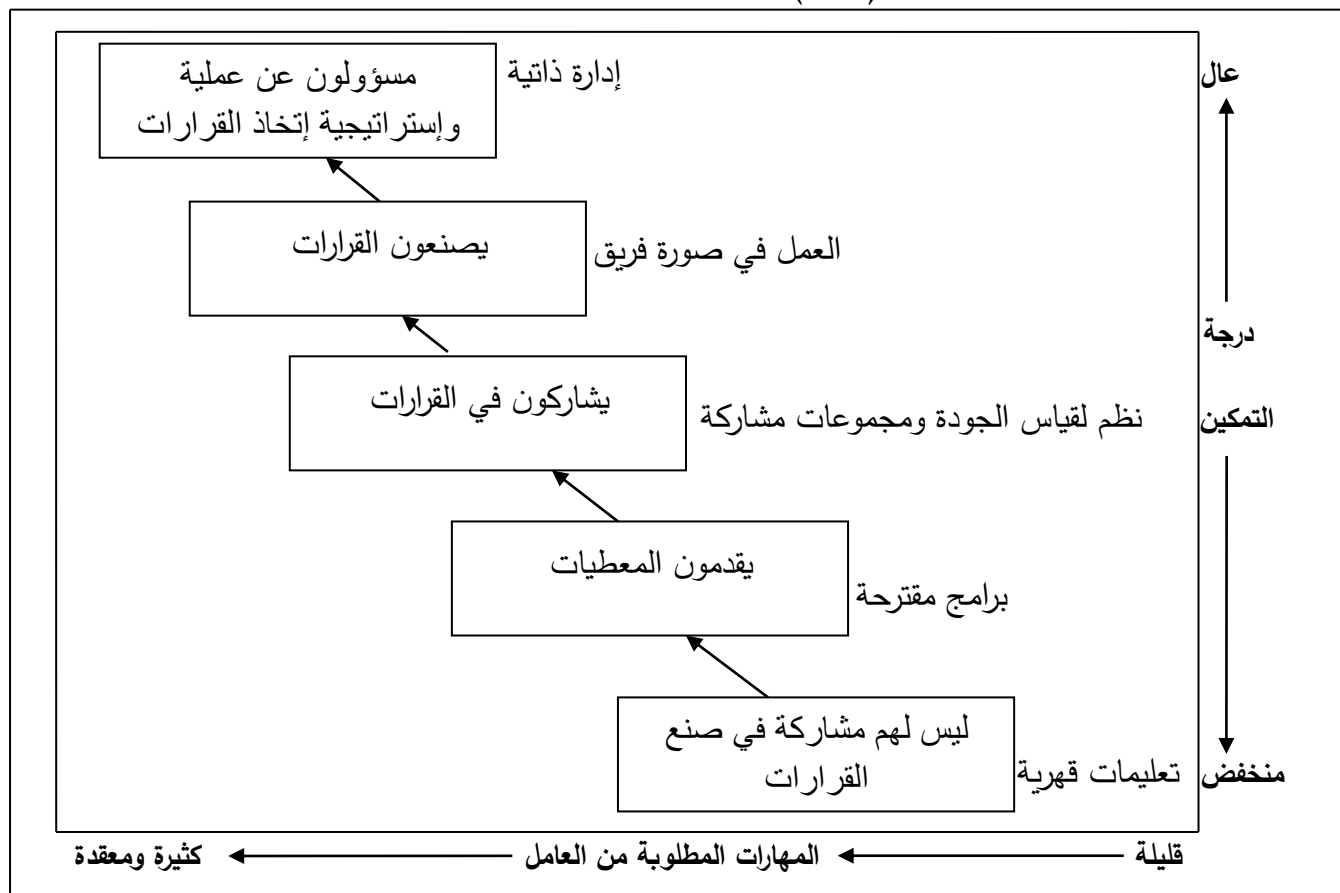 عال
إدارة ذاتية
مسؤولون عن عملية
وإستراتيجية إتخاذ القرارات
العمل في صورة فريق
يصنعون القرارات
درجة
التمكين
نظم لقياس الجودة ومجموعات مشاركة
يشاركون في القرارات
برامج مقترحة
يقدمون المعطيات
منخفض
تعليمات قهرية
ليس لهم مشاركة في صنع
القرارات
قليلة
المهارات المطلوبة من العامل
كثيرة ومعقدة